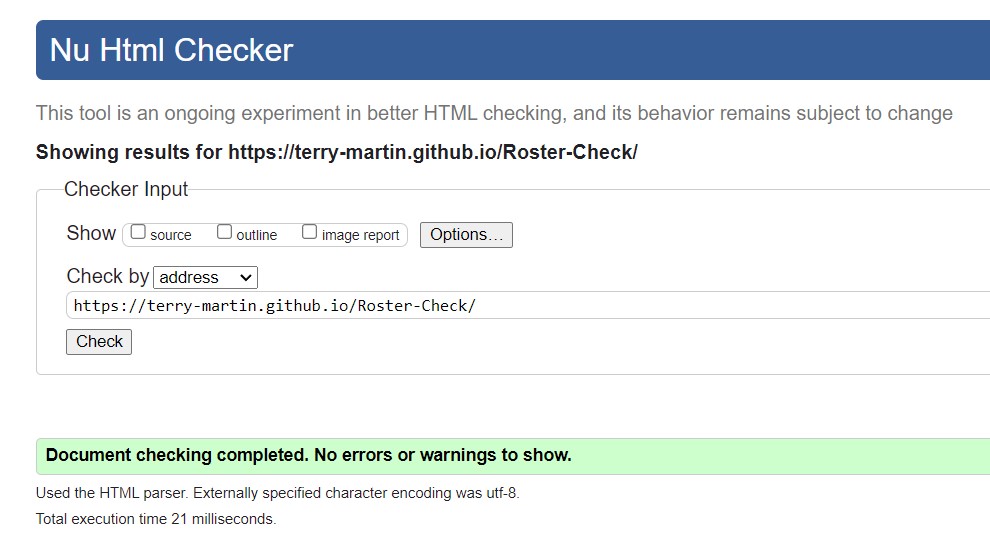 Nu Html Checker
This tool is an ongoing experiment in better HTML checking, and its behavior remains subject to change
Showing results for https://terry-martin.github.io/Roster-Check/
Checker Input
Show source outline image report Options...
Check by address
https://terry-martin.github.io/Roster-Check/
Check
Document checking completed. No errors or warnings to show.
Used the HTML parser. Externally specified character encoding was utf-8.
Total execution time 21 milliseconds.